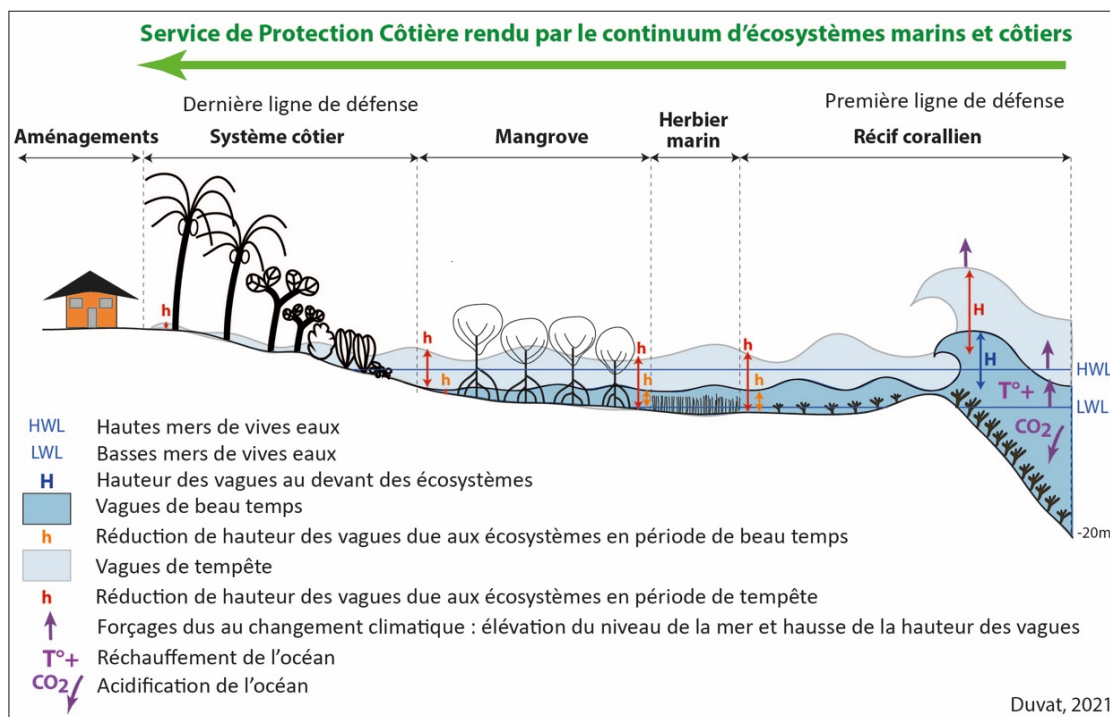 Service de Protection Côtière rendu par le continuum d'écosystèmes marins et côtiers
Dernière ligne de défense
Première ligne de défense
Aménagements
Système côtier
Mangrove
Herbier
marin
Récif corallien
h
h
h
h
h
h
h
H
H
HWL
T°+
LWL
CO2
-20m
HWL Hautes mers de vives eaux
LWL Basses mers de vives eaux
H Hauteur des vagues au devant des écosystèmes
Vagues de beau temps
h Réduction de hauteur des vagues due aux écosystèmes en période de beau temps
Vagues de tempête
h Réduction de hauteur des vagues due aux écosystèmes en période de tempête
Forçages dus au changement climatique : élévation du niveau de la mer et hausse de la hauteur des vagues
T°+ Réchauffement de l'océan
CO2 Acidification de l'océan
Duvat, 2021